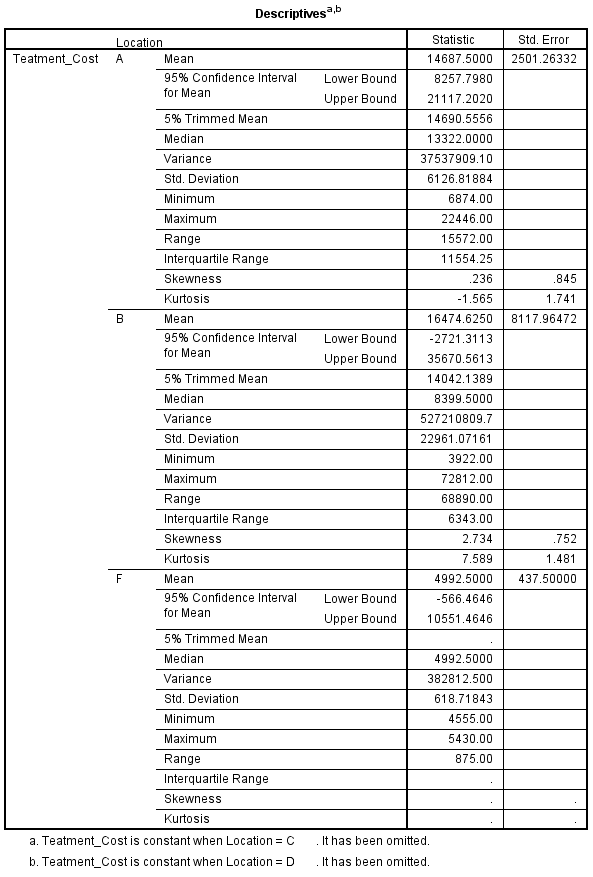 Descriptivesa,b
Location Statistic Std. Error
Teatment_Cost A Mean 14687.5000 2501.26332
95% Confidence Interval for Mean Lower Bound 8257.7980
Upper Bound 21117.2020
5% Trimmed Mean 14690.5556
Median 13322.0000
Variance 37537909.10
Std. Deviation 6126.81884
Minimum 6874.00
Maximum 22446.00
Range 15572.00
Interquartile Range 11554.25
Skewness .236 .845
Kurtosis -1.565 1.741
B Mean 16474.6250 8117.96472
95% Confidence Interval for Mean Lower Bound -2721.3113
Upper Bound 35670.5613
5% Trimmed Mean 14042.1389
Median 8399.5000
Variance 527210809.7
Std. Deviation 22961.07161
Minimum 3922.00
Maximum 72812.00
Range 68890.00
Interquartile Range 6343.00
Skewness 2.734 .752
Kurtosis 7.589 1.481
F Mean 4992.5000 437.50000
95% Confidence Interval for Mean Lower Bound -566.4646
Upper Bound 10551.4646
5% Trimmed Mean .
Median 4992.5000
Variance 382812.500
Std. Deviation 618.71843
Minimum 4555.00
Maximum 5430.00
Range 875.00
Interquartile Range .
Skewness . .
Kurtosis . .
a. Teatment_Cost is constant when Location = C . It has been omitted.
b. Teatment_Cost is constant when Location = D . It has been omitted.